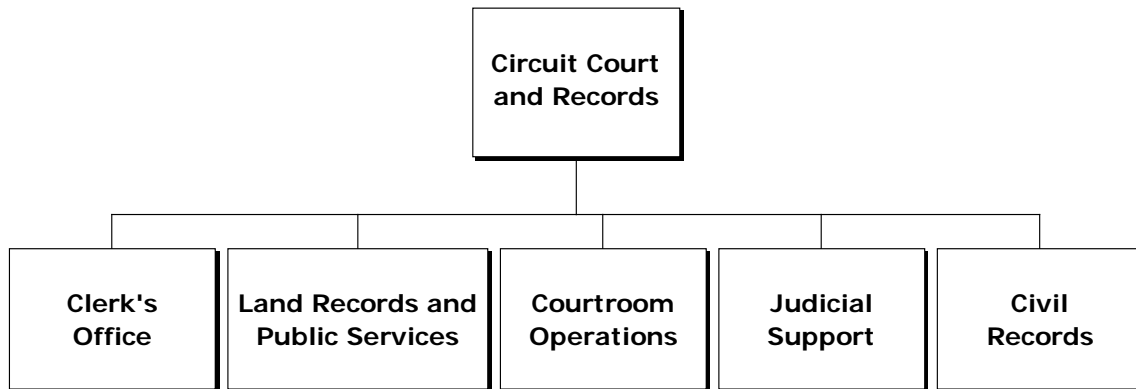 Circuit Court
and Records
Clerk's
Office
Land Records and
Public Services
Courtroom
Operations
Judicial
Support
Civil
Records